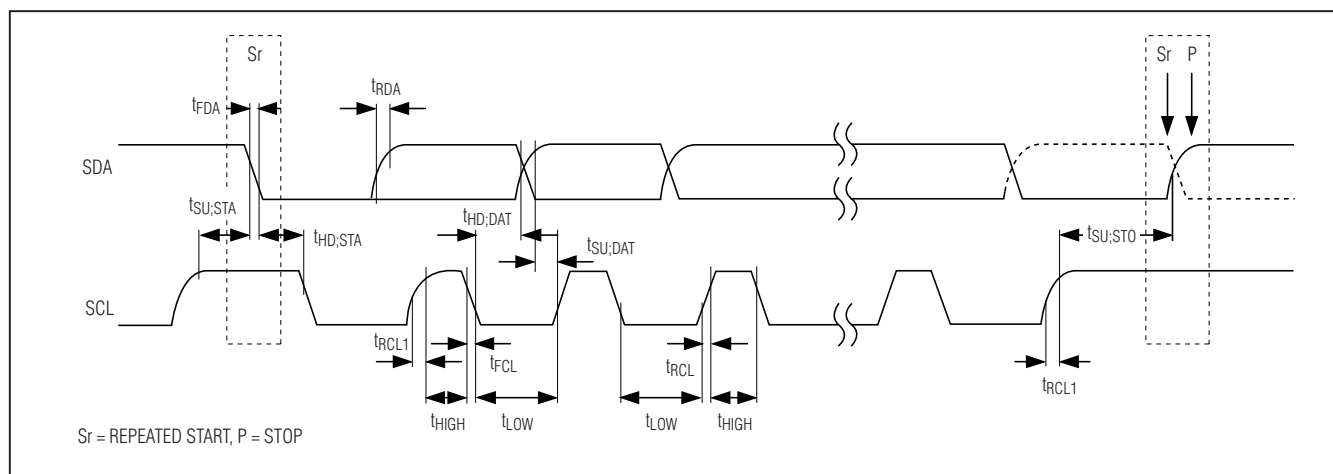 Sr
Sr P
tRDA
tFDA
SDA
tSU;STA
tHD;STA
tHD;DAT
tSU;DAT
tSU;STO
SCL
tRCL1
tFCL
tRCL
tRCL1
tHIGH
tLOW
tLOW
tHIGH
Sr = REPEATED START, P = STOP